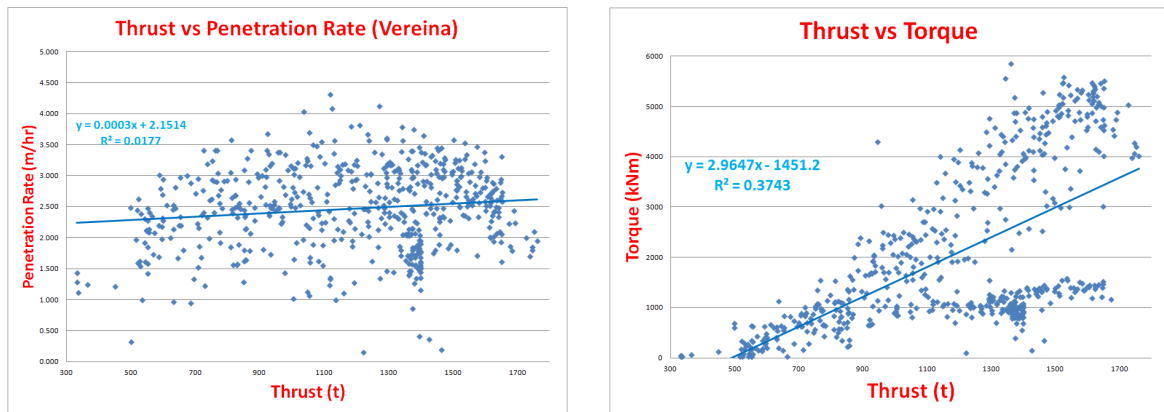 Thrust vs Penetration Rate (Vereina)
5.000
4.500
4.000
3.500
3.000
2.500
2.000
1.500
1.000
0.500
0.000
Penetration Rate (m/hr)
y = 0.0003x + 2.1514
R² = 0.0177
300 500 700 900 1100 1300 1500 1700
Thrust (t)
Thrust vs Torque
6000
5000
4000
3000
2000
1000
0
Torque (kNm)
y = 2.9647x - 1451.2
R² = 0.3743
300 500 700 900 1100 1300 1500 1700
Thrust (t)